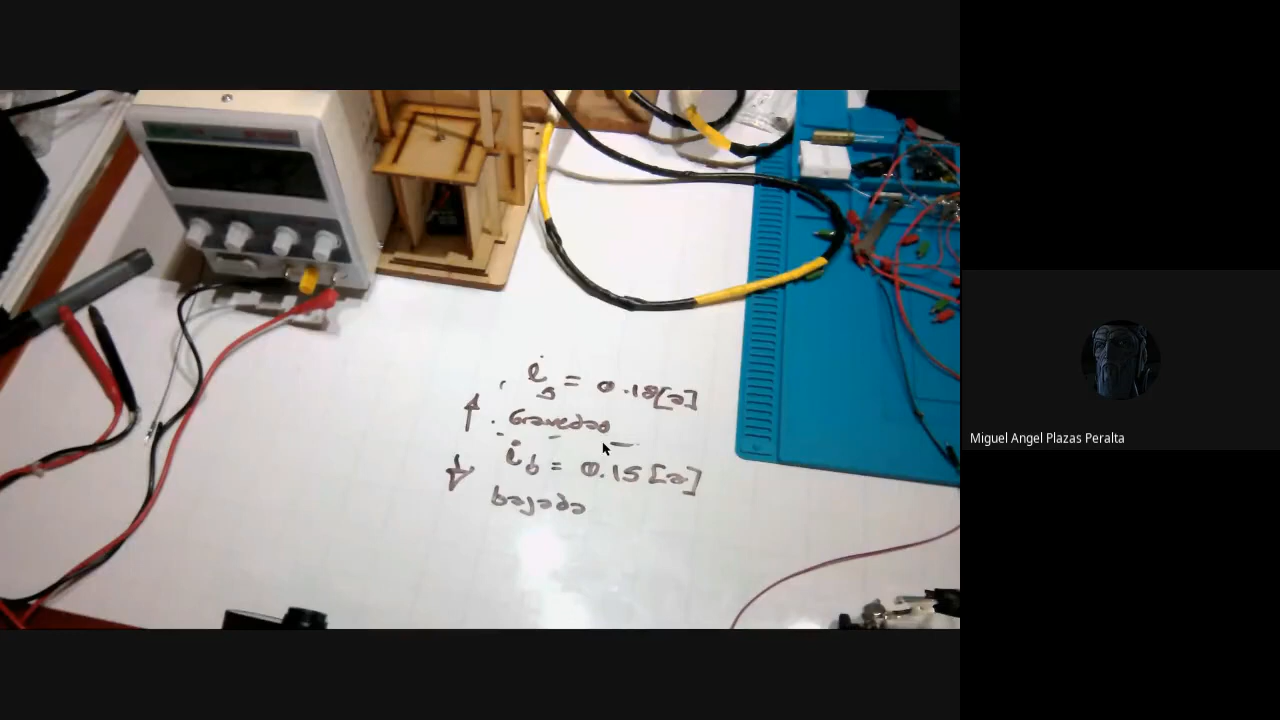 ↑ i_s = 0.18[a]
Gravedad
↓ i_b = 0.15[a]
bajada
Miguel Angel Plazas Peralta